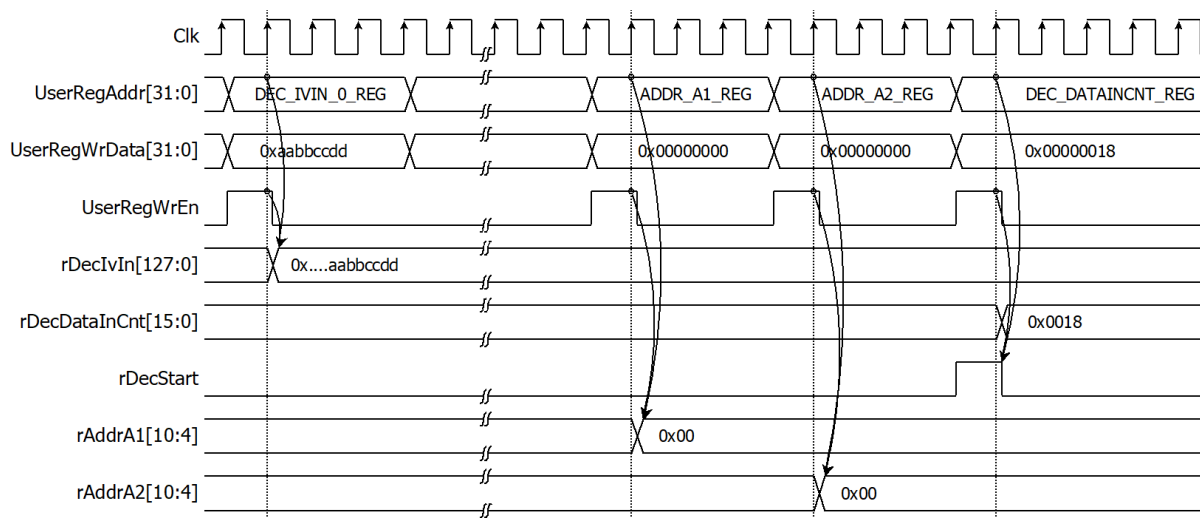 Clk
UserRegAddr[31:0] DEC_IVIN_0_REG ADDR_A1_REG ADDR_A2_REG DEC_DATAINCNT_REG
UserRegWrData[31:0] 0xaabbccdd 0x00000000 0x00000000 0x00000018
UserRegWrEn
rDecIvIn[127:0] 0x....aabbccdd
rDecDataInCnt[15:0] 0x0018
rDecStart
rAddrA1[10:4] 0x00
rAddrA2[10:4] 0x00